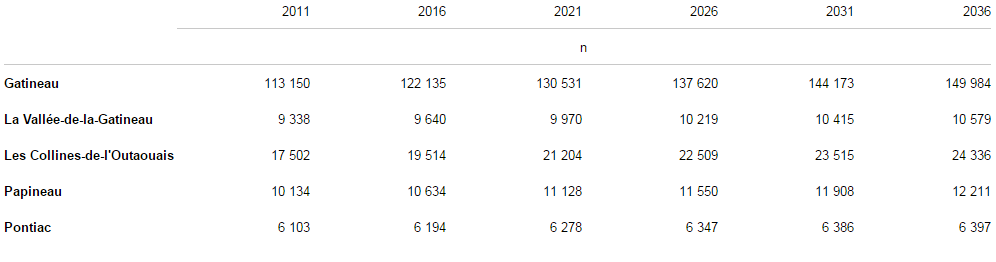 2011 2016 2021 2026 2031 2036
n
Gatineau 113 150 122 135 130 531 137 620 144 173 149 984
La Vallée-de-la-Gatineau 9 338 9 640 9 970 10 219 10 415 10 579
Les Collines-de-l'Outaouais 17 502 19 514 21 204 22 509 23 515 24 336
Papineau 10 134 10 634 11 128 11 550 11 908 12 211
Pontiac 6 103 6 194 6 278 6 347 6 386 6 397